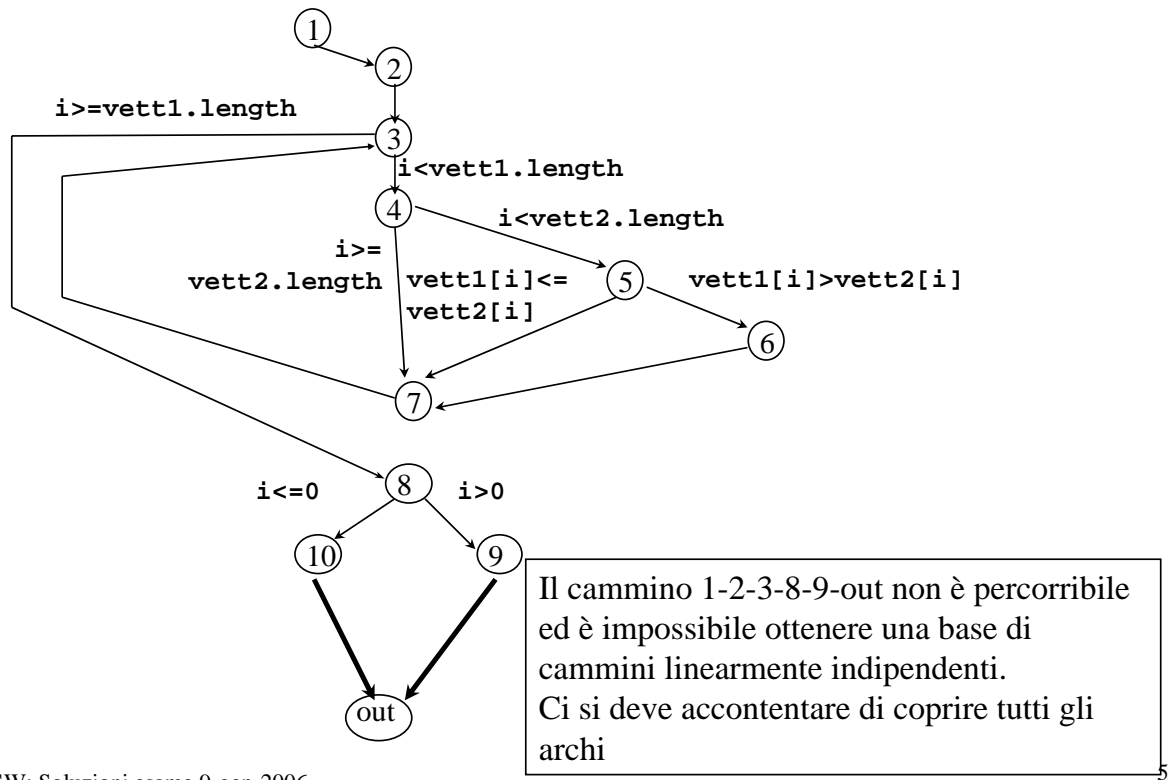 1
2
i>=vett1.length
3
i<vett1.length
4
i<vett2.length
i>=
vett2.length
vett1[i]<=
vett2[i]
5
vett1[i]>vett2[i]
6
7
8
i<=0
i>0
10
9
Il cammino 1-2-3-8-9-out non è percorribile
ed è impossibile ottenere una base di
cammini linearmente indipendenti.
Ci si deve accontentare di coprire tutti gli
archi
out
5